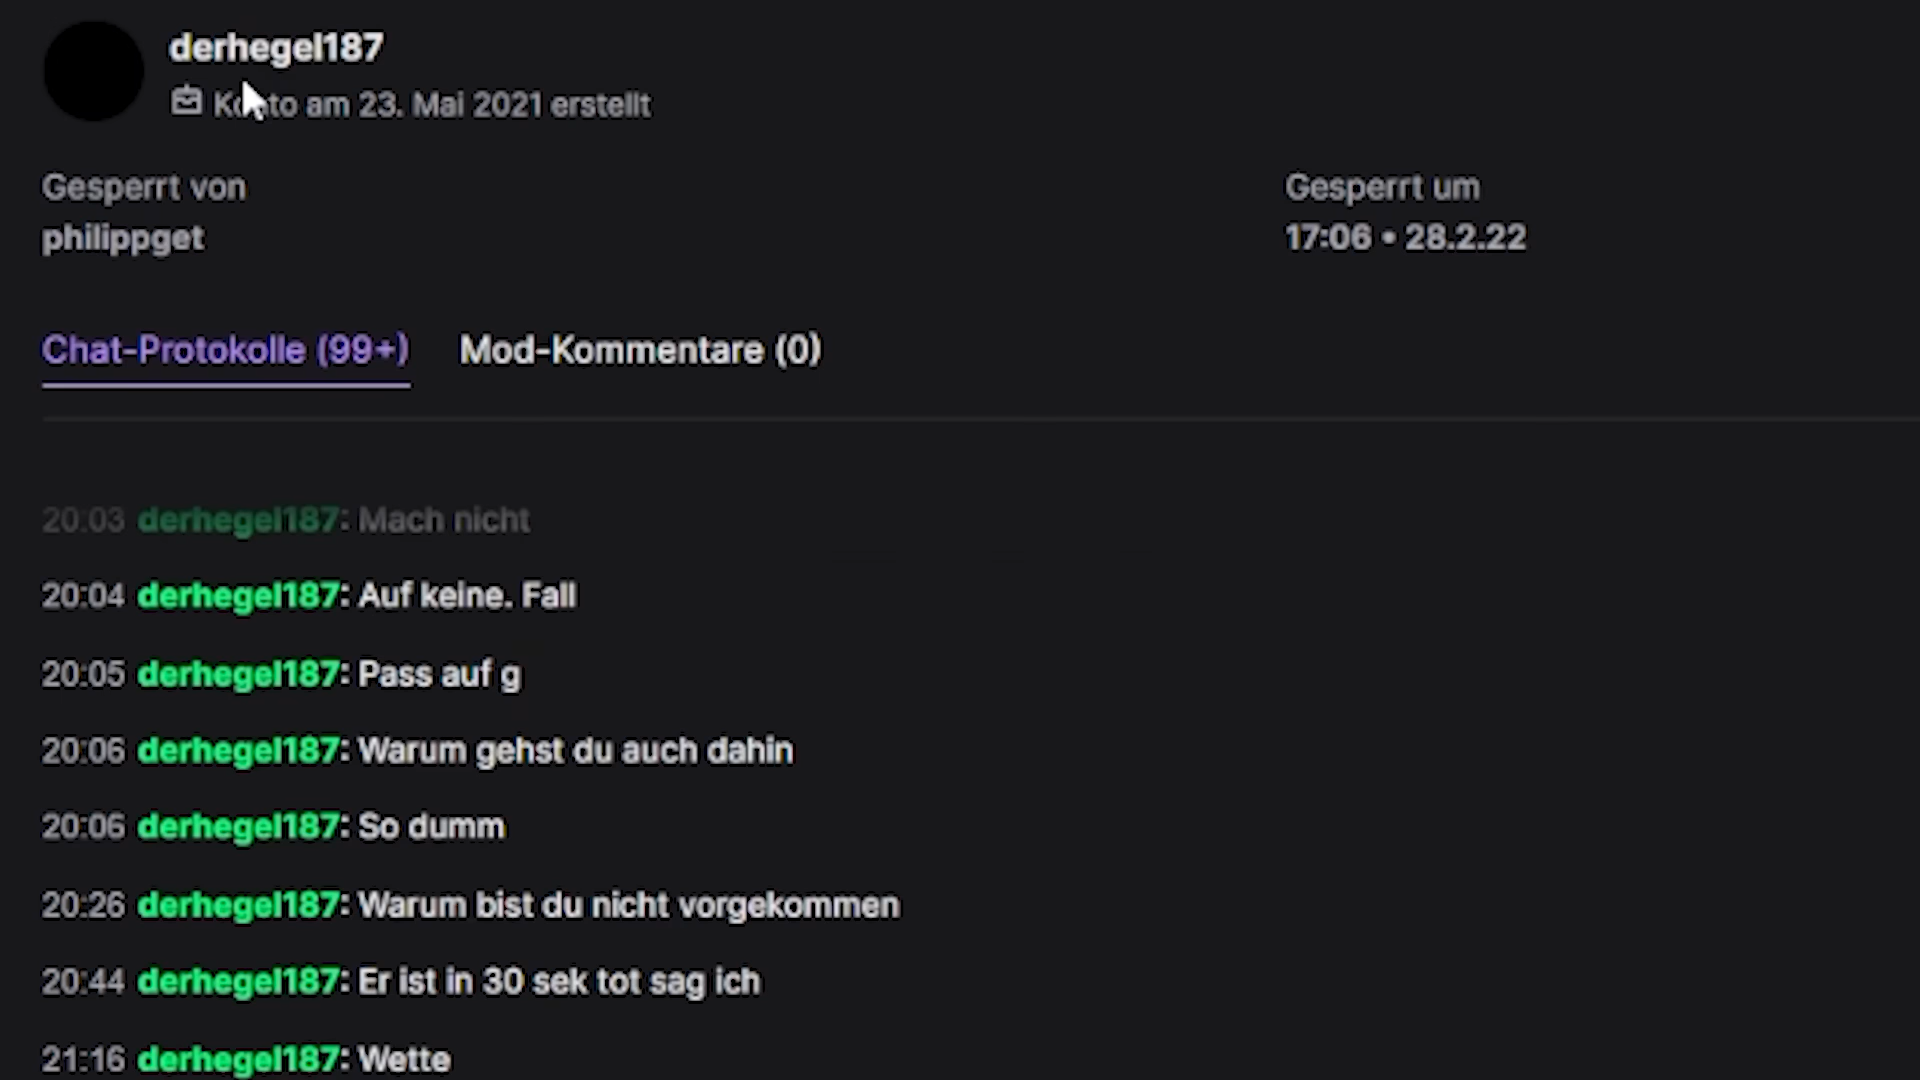 derhegel187
Konto am 23. Mai 2021 erstellt
Gesperrt von
Gesperrt um
philippget
17:06 • 28.2.22
Chat-Protokolle (99+)
Mod-Kommentare (0)
20:03 derhegel187: Mach nicht
20:04 derhegel187: Auf keine. Fall
20:05 derhegel187: Pass auf g
20:06 derhegel187: Warum gehst du auch dahin
20:06 derhegel187: So dumm
20:26 derhegel187: Warum bist du nicht vorgekommen
20:44 derhegel187: Er ist in 30 sek tot sag ich
21:16 derhegel187: Wette